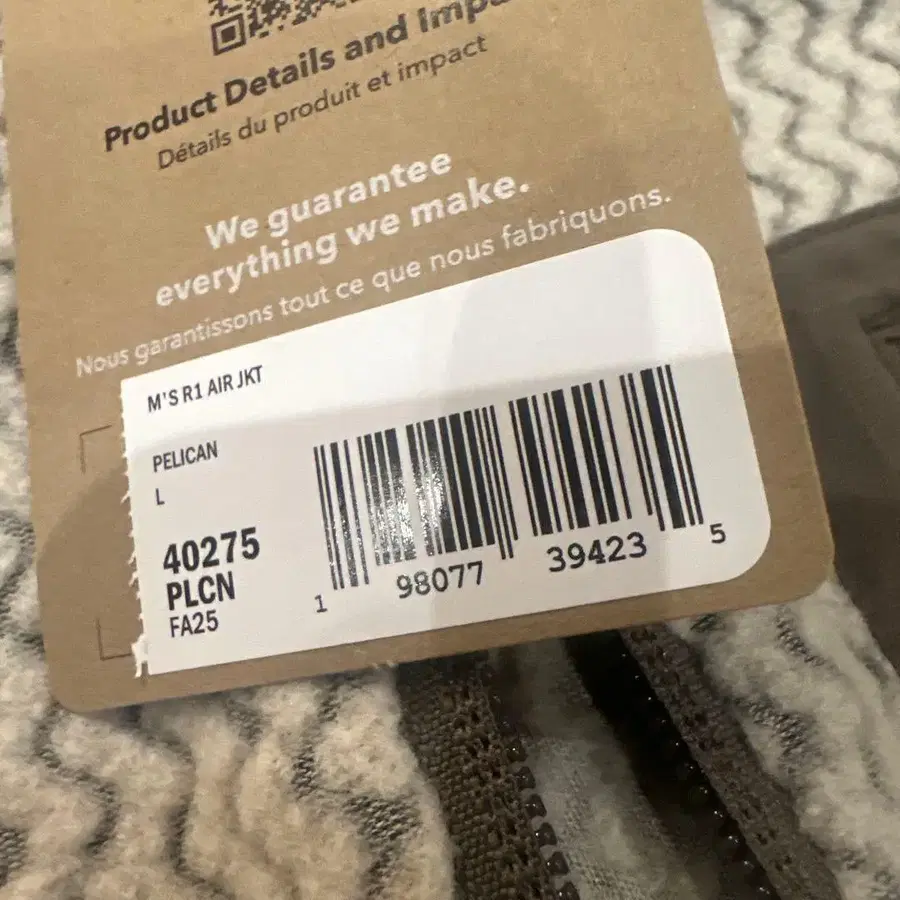 Product Details and Impa
Détails du produit et impact
We guarantee
everything we make.
Nous garantissons tout ce que nous fabriquons.
M'S R1 AIR JKT
PELICAN
L
40275
PLCN
FA25
1 98077 39423 5